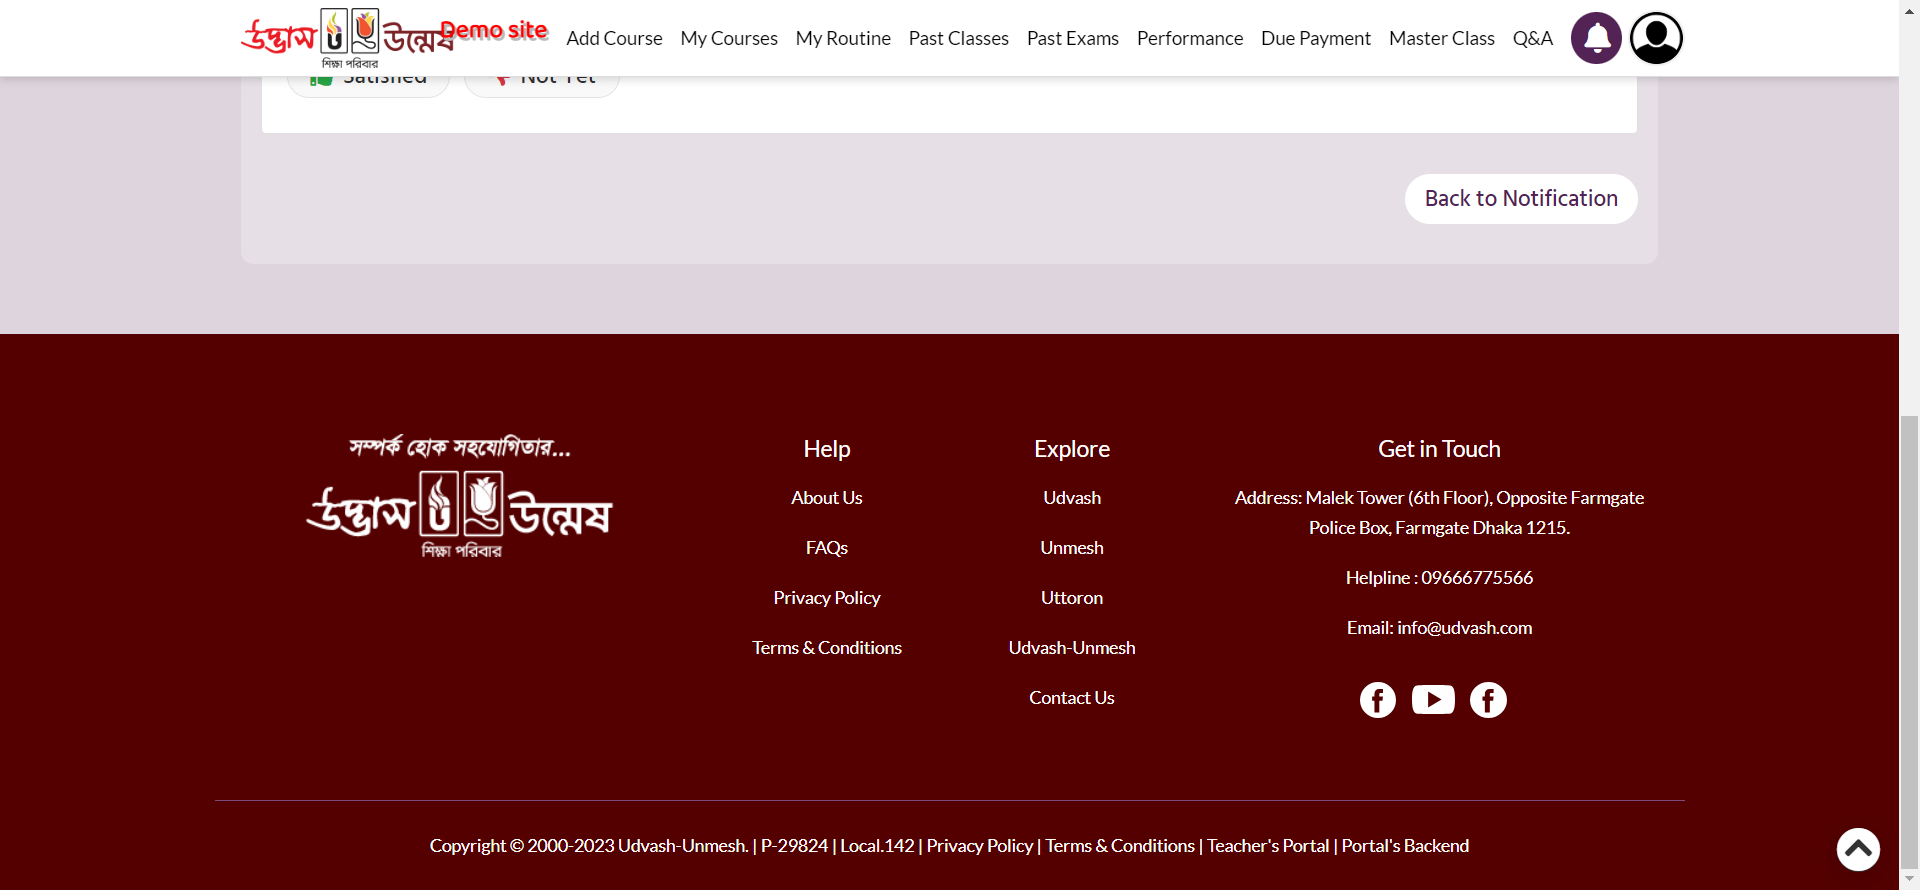 উদ্ভাস উন্মেষ
শিক্ষা পরিবার
Demo site
Add Course My Courses My Routine Past Classes Past Exams Performance Due Payment Master Class Q&A
Satisfied Not Yet
Back to Notification
সম্পর্ক হোক সহযোগিতার...
উদ্ভাস উন্মেষ
শিক্ষা পরিবার
Help
About Us
FAQs
Privacy Policy
Terms & Conditions
Explore
Udvash
Unmesh
Uttoron
Udvash-Unmesh
Contact Us
Get in Touch
Address: Malek Tower (6th Floor), Opposite Farmgate
Police Box, Farmgate Dhaka 1215.
Helpline : 09666775566
Email: info@udvash.com
Copyright © 2000-2023 Udvash-Unmesh. | P-29824 | Local.142 | Privacy Policy | Terms & Conditions | Teacher's Portal | Portal's Backend